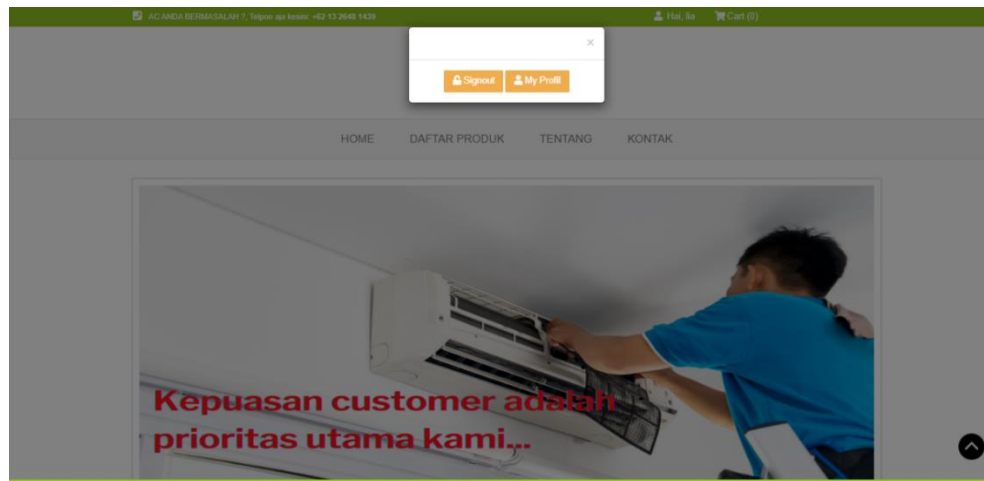 AC ANDA BERMASALAH ?, Telpon aja kesini: +62 13 2648 1439
Hai, lia
Cart (0)
×
Signout
My Profil
HOME DAFTAR PRODUK TENTANG KONTAK
Kepuasan customer adalah
prioritas utama kami...